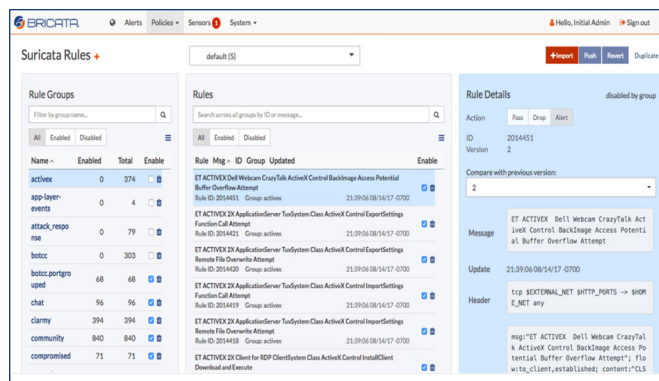 BRICATA
Alerts Policies Sensors 1 System
Hello, Initial Admin Sign out
Suricata Rules +
default (5)
+Import Push Revert Duplicate
Rule Groups
Filter by group name...
All Enabled Disabled
Name Enabled Total Enable
activex 0 374
app-layer-
events 0 4
attack_respo
nse 0 79
botcc 0 303
botcc.portgro
uped 68 68
chat 96 96
ciarmy 394 394
community 840 840
compromised 71 71
Rules
Search across all groups by ID or message...
All Enabled Disabled
Rule Msg ID Group Updated Enable
ET ACTIVEX Dell Webcam CrazyTalk ActiveX Control BackImage Access Potential
Buffer Overflow Attempt
Rule ID: 2014451 Group: activex 21:39:06 08/14/17 -0700
ET ACTIVEX 2X ApplicationServer TuxSystem Class ActiveX Control ExportSettings
Function Call Attempt
Rule ID: 2014421 Group: activex 21:39:06 08/14/17 -0700
ET ACTIVEX 2X ApplicationServer TuxSystem Class ActiveX Control ExportSettings
Remote File Overwrite Attempt
Rule ID: 2014420 Group: activex 21:39:06 08/14/17 -0700
ET ACTIVEX 2X ApplicationServer TuxSystem Class ActiveX Control ImportSettings
Function Call Attempt
Rule ID: 2014419 Group: activex 21:39:06 08/14/17 -0700
ET ACTIVEX 2X ApplicationServer TuxSystem Class ActiveX Control ImportSettings
Remote File Overwrite Attempt
Rule ID: 2014418 Group: activex 21:39:06 08/14/17 -0700
ET ACTIVEX 2X Client for RDP ClientSystem Class ActiveX Control InstallClient
Download and Execute
Rule Details disabled by group
Action Pass Drop Alert
ID 2014451
Version 2
Compare with previous version:
2
Message
ET ACTIVEX Dell Webcam CrazyTalk Act
iveX Control BackImage Access Potenti
al Buffer Overflow Attempt
Update 21:39:06 08/14/17 -0700
Header
tcp $EXTERNAL_NET $HTTP_PORTS -> $HOM
E_NET any
msg:"ET ACTIVEX Dell Webcam CrazyTal
k ActiveX Control BackImage Access Po
tential Buffer Overflow Attempt"; flo
w:to_client,established; content:"CLS